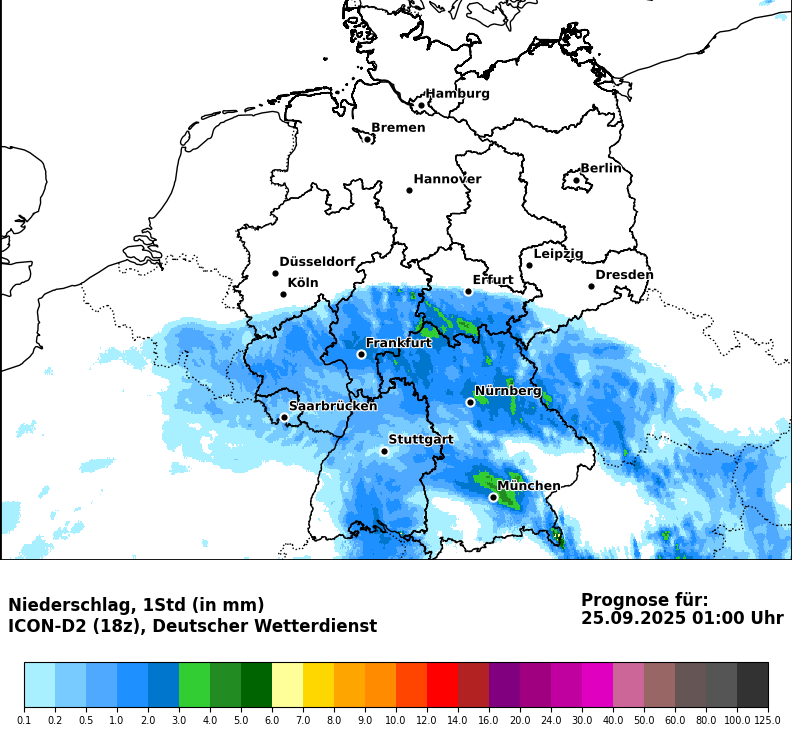 Hamburg
Bremen
Berlin
Hannover
Leipzig
Düsseldorf
Dresden
Köln
Erfurt
Frankfurt
Nürnberg
Saarbrücken
Stuttgart
München
Niederschlag, 1Std (in mm)
ICON-D2 (18z), Deutscher Wetterdienst
Prognose für:
25.09.2025 01:00 Uhr
0.1 0.2 0.5 1.0 2.0 3.0 4.0 5.0 6.0 7.0 8.0 9.0 10.0 12.0 14.0 16.0 20.0 24.0 30.0 40.0 50.0 60.0 80.0 100.0 125.0